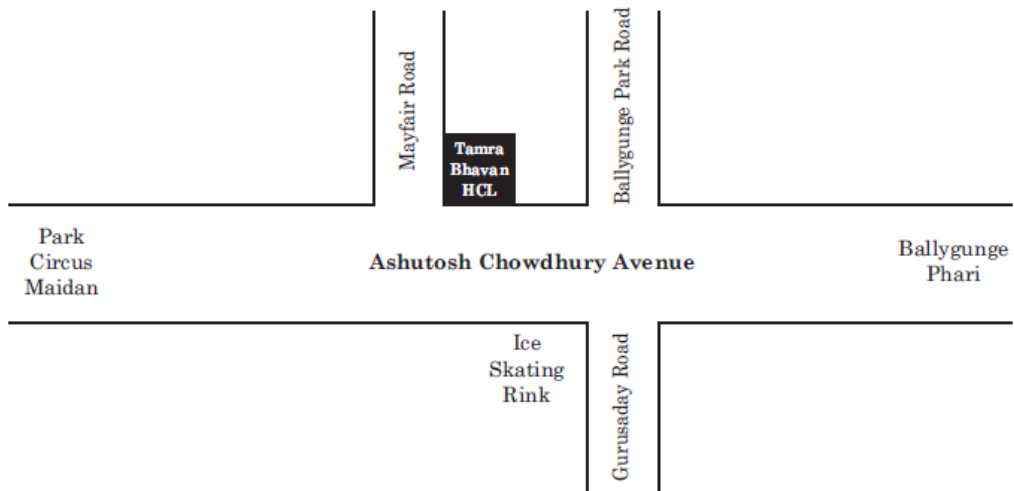 Mayfair Road
Ballygunge Park Road
Tamra
Bhavan
HCL
Park
Circus
Maidan
Ashutosh Chowdhury Avenue
Ballygunge
Phari
Ice
Skating
Rink
Gurusaday Road